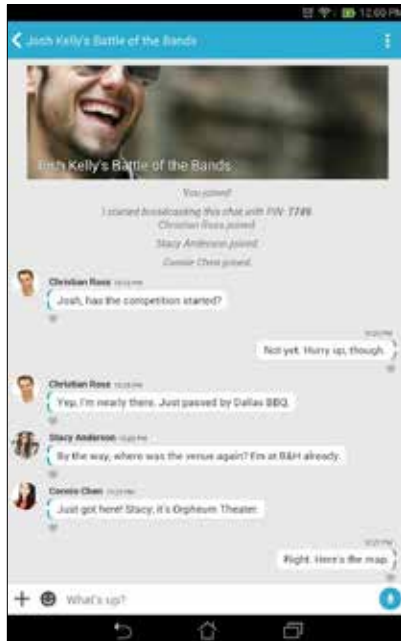 12:00 PM
Josh Kelly's Battle of the Bands
Josh Kelly's Battle of the Bands
You joined.
I started broadcasting this chat with PIN: 7749.
Christian Ross joined.
Stacy Anderson joined.
Connie Chen joined.
Christian Ross
Josh, has the competition started?
Not yet. Hurry up, though.
Christian Ross
Yep, I'm nearly there. Just passed by Dallas BBQ.
Stacy Anderson
By the way, where was the venue again? I'm at B&H already.
Connie Chen
Just got here! Stacy, it's Orpheum Theater.
Right. Here's the map.
What's up?